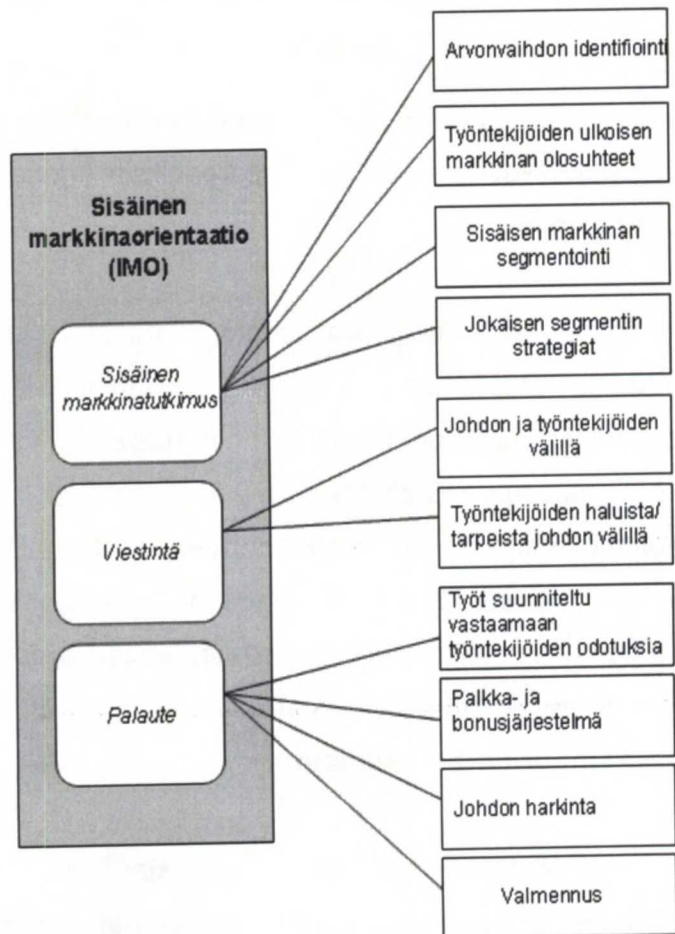 Sisäinen
markkinaorientaatio
(IMO)
Sisäinen
markkinatutkimus
Viestintä
Palaute
Arvonvaihdon identifiointi
Työntekijöiden ulkoisen
markkinan olosuhteet
Sisäisen markkinan
segmentointi
Jokaisen segmentin
strategiat
Johdon ja työntekijöiden
välillä
Työntekijöiden haluista/
tarpeista johdon välillä
Työt suunniteltu
vastaamaan
työntekijöiden odotuksia
Palkka- ja
bonusjärjestelmä
Johdon harkinta
Valmennus